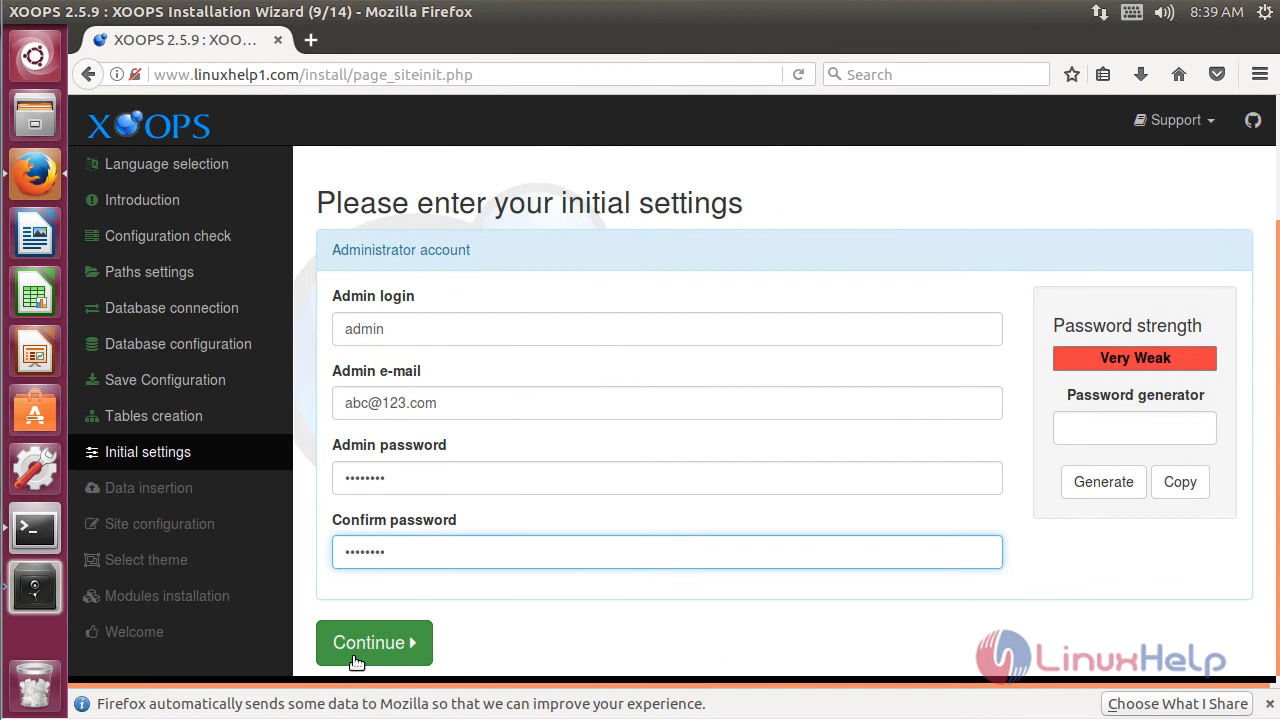 XOOPS 2.5.9 : XOOPS Installation Wizard (9/14) - Mozilla Firefox
8:39 AM
XOOPS 2.5.9 : XOO...
www.linuxhelp1.com/install/page_siteinit.php
Search
XOOPS
Support
Language selection
Introduction
Configuration check
Paths settings
Database connection
Database configuration
Save Configuration
Tables creation
Initial settings
Data insertion
Site configuration
Select theme
Modules installation
Welcome
Please enter your initial settings
Administrator account
Admin login
admin
Admin e-mail
abc@123.com
Admin password
••••••••
Confirm password
••••••••
Password strength
Very Weak
Password generator
Generate
Copy
Continue
LinuxHelp
Firefox automatically sends some data to Mozilla so that we can improve your experience.
Choose What I Share